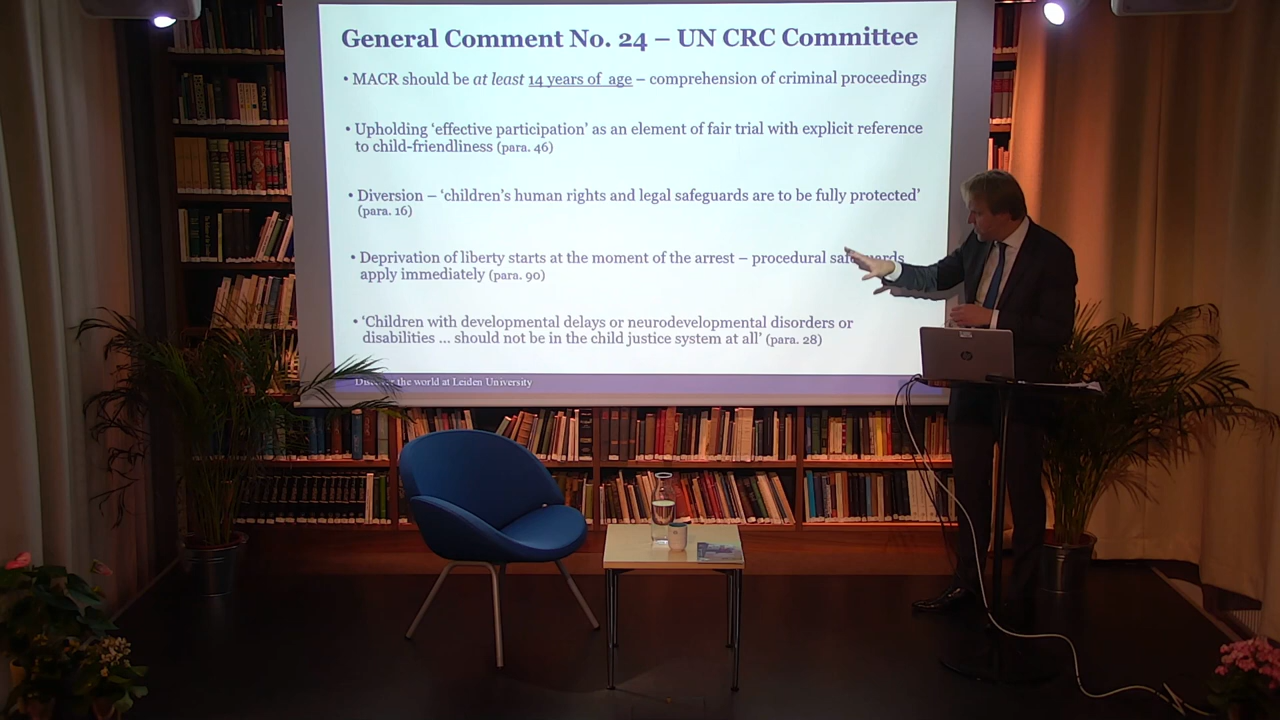 General Comment No. 24 – UN CRC Committee
• MACR should be at least 14 years of age – comprehension of criminal proceedings
• Upholding ‘effective participation’ as an element of fair trial with explicit reference
to child-friendliness (para. 46)
• Diversion – ‘children’s human rights and legal safeguards are to be fully protected’
(para. 16)
• Deprivation of liberty starts at the moment of the arrest – procedural safeguards
apply immediately (para. 90)
• ‘Children with developmental delays or neurodevelopmental disorders or
disabilities ... should not be in the child justice system at all’ (para. 28)
Discover the world at Leiden University
hp